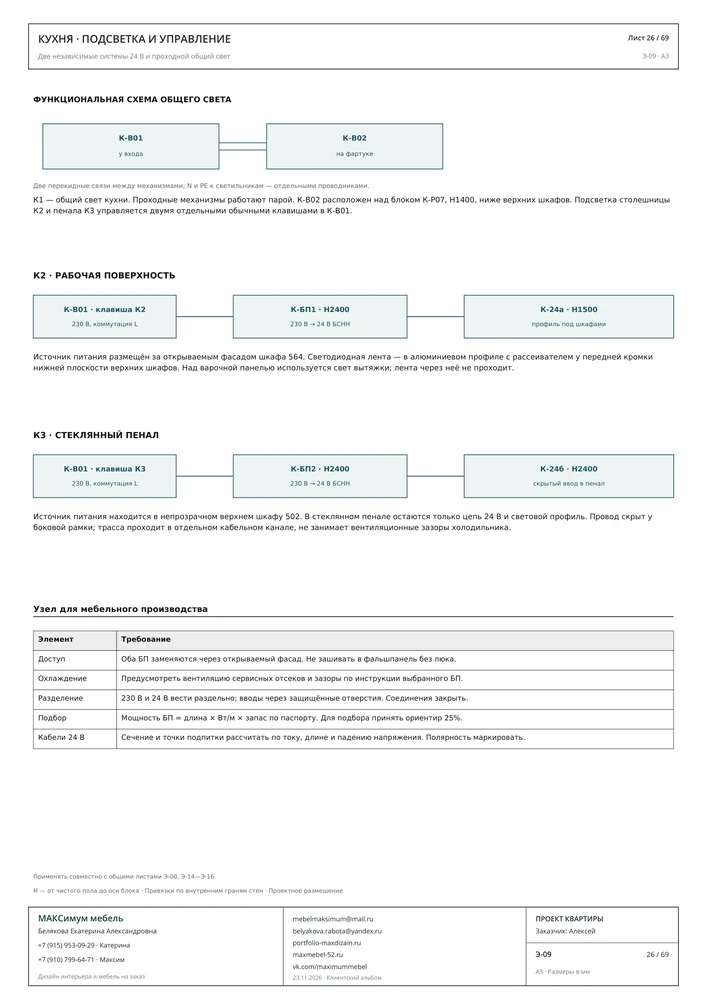 КУХНЯ · ПОДСВЕТКА И УПРАВЛЕНИЕ
Лист 26 / 69
Две независимые системы 24 В и проходной общий свет
Э-09 · А3
ФУНКЦИОНАЛЬНАЯ СХЕМА ОБЩЕГО СВЕТА
К-В01
у входа
К-В02
на фартуке
Две перекидные связи между механизмами; N и PE к светильникам — отдельными проводниками.
К1 — общий свет кухни. Проходные механизмы работают парой. К-В02 расположен над блоком К-Р07, Н1400, ниже верхних шкафов. Подсветка столешницы
К2 и пенала К3 управляется двумя отдельными обычными клавишами в К-В01.
К2 · РАБОЧАЯ ПОВЕРХНОСТЬ
К-В01 · клавиша К2
230 В, коммутация L
К-БП1 · Н2400
230 В → 24 В БСНН
К-24а · Н1500
профиль под шкафами
Источник питания размещён за открываемым фасадом шкафа 564. Светодиодная лента — в алюминиевом профиле с рассеивателем у передней кромки
нижней плоскости верхних шкафов. Над варочной панелью используется свет вытяжки; лента через неё не проходит.
К3 · СТЕКЛЯННЫЙ ПЕНАЛ
К-В01 · клавиша К3
230 В, коммутация L
К-БП2 · Н2400
230 В → 24 В БСНН
К-24б · Н2400
скрытый ввод в пенал
Источник питания находится в непрозрачном верхнем шкафу 502. В стеклянном пенале остаются только цепь 24 В и световой профиль. Провод скрыт у
боковой рамки; трасса проходит в отдельном кабельном канале, не занимает вентиляционные зазоры холодильника.
Узел для мебельного производства
Элемент
Требование
Доступ
Оба БП заменяются через открываемый фасад. Не зашивать в фальшпанель без люка.
Охлаждение
Предусмотреть вентиляцию сервисных отсеков и зазоры по инструкции выбранного БП.
Разделение
230 В и 24 В вести раздельно; вводы через защищённые отверстия. Соединения закрыть.
Подбор
Мощность БП = длина × Вт/м × запас по паспорту. Для подбора принять ориентир 25%.
Кабели 24 В
Сечение и точки подпитки рассчитать по току, длине и падению напряжения. Полярность маркировать.
Применять совместно с общими листами Э-00, Э-14—Э-16.
Н — от чистого пола до оси блока · Привязки по внутренним граням стен · Проектное размещение
МАКСимум мебель
Белякова Екатерина Александровна
+7 (915) 953-09-29 · Катерина
+7 (910) 799-64-71 · Максим
Дизайн интерьера и мебель на заказ
mebelmaksimum@mail.ru
belyakova.rabota@yandex.ru
portfolio-maxdizain.ru
maxmebel-52.ru
vk.com/maximummebel
23.11.2026 · Клиентский альбом
ПРОЕКТ КВАРТИРЫ
Заказчик: Алексей
Э-09
26 / 69
А3 · Размеры в мм